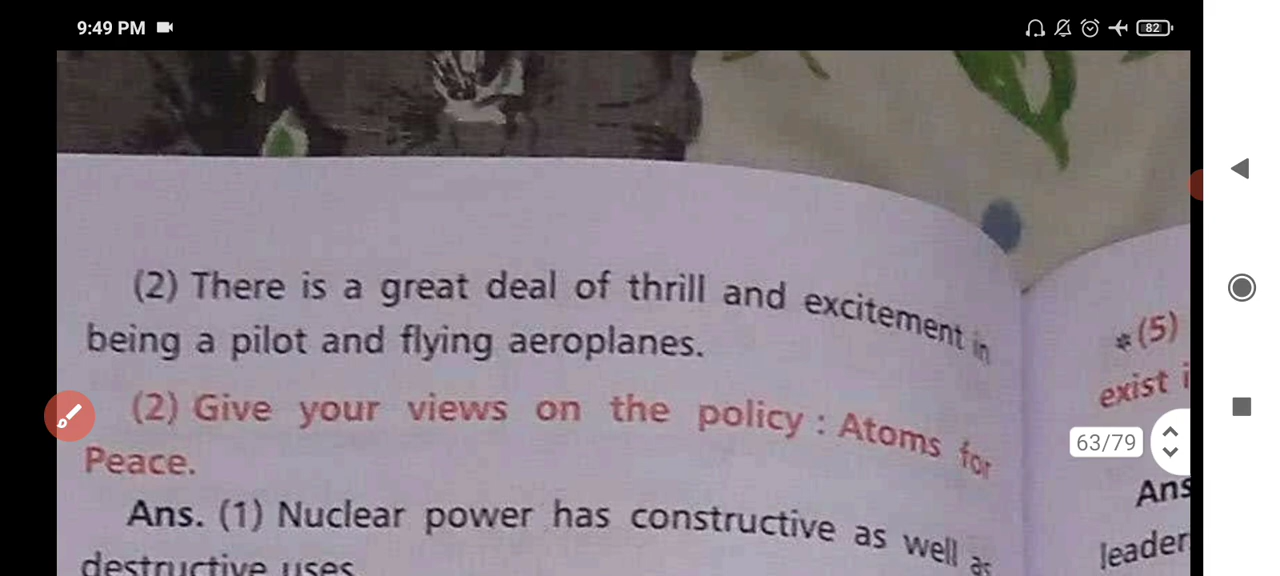 9:49 PM
82
(2) There is a great deal of thrill and excitement in
being a pilot and flying aeroplanes.
(2) Give your views on the policy : Atoms for
Peace.
Ans. (1) Nuclear power has constructive as well as
destructive uses.
* (5)
exist i
63/79
Ans
leader